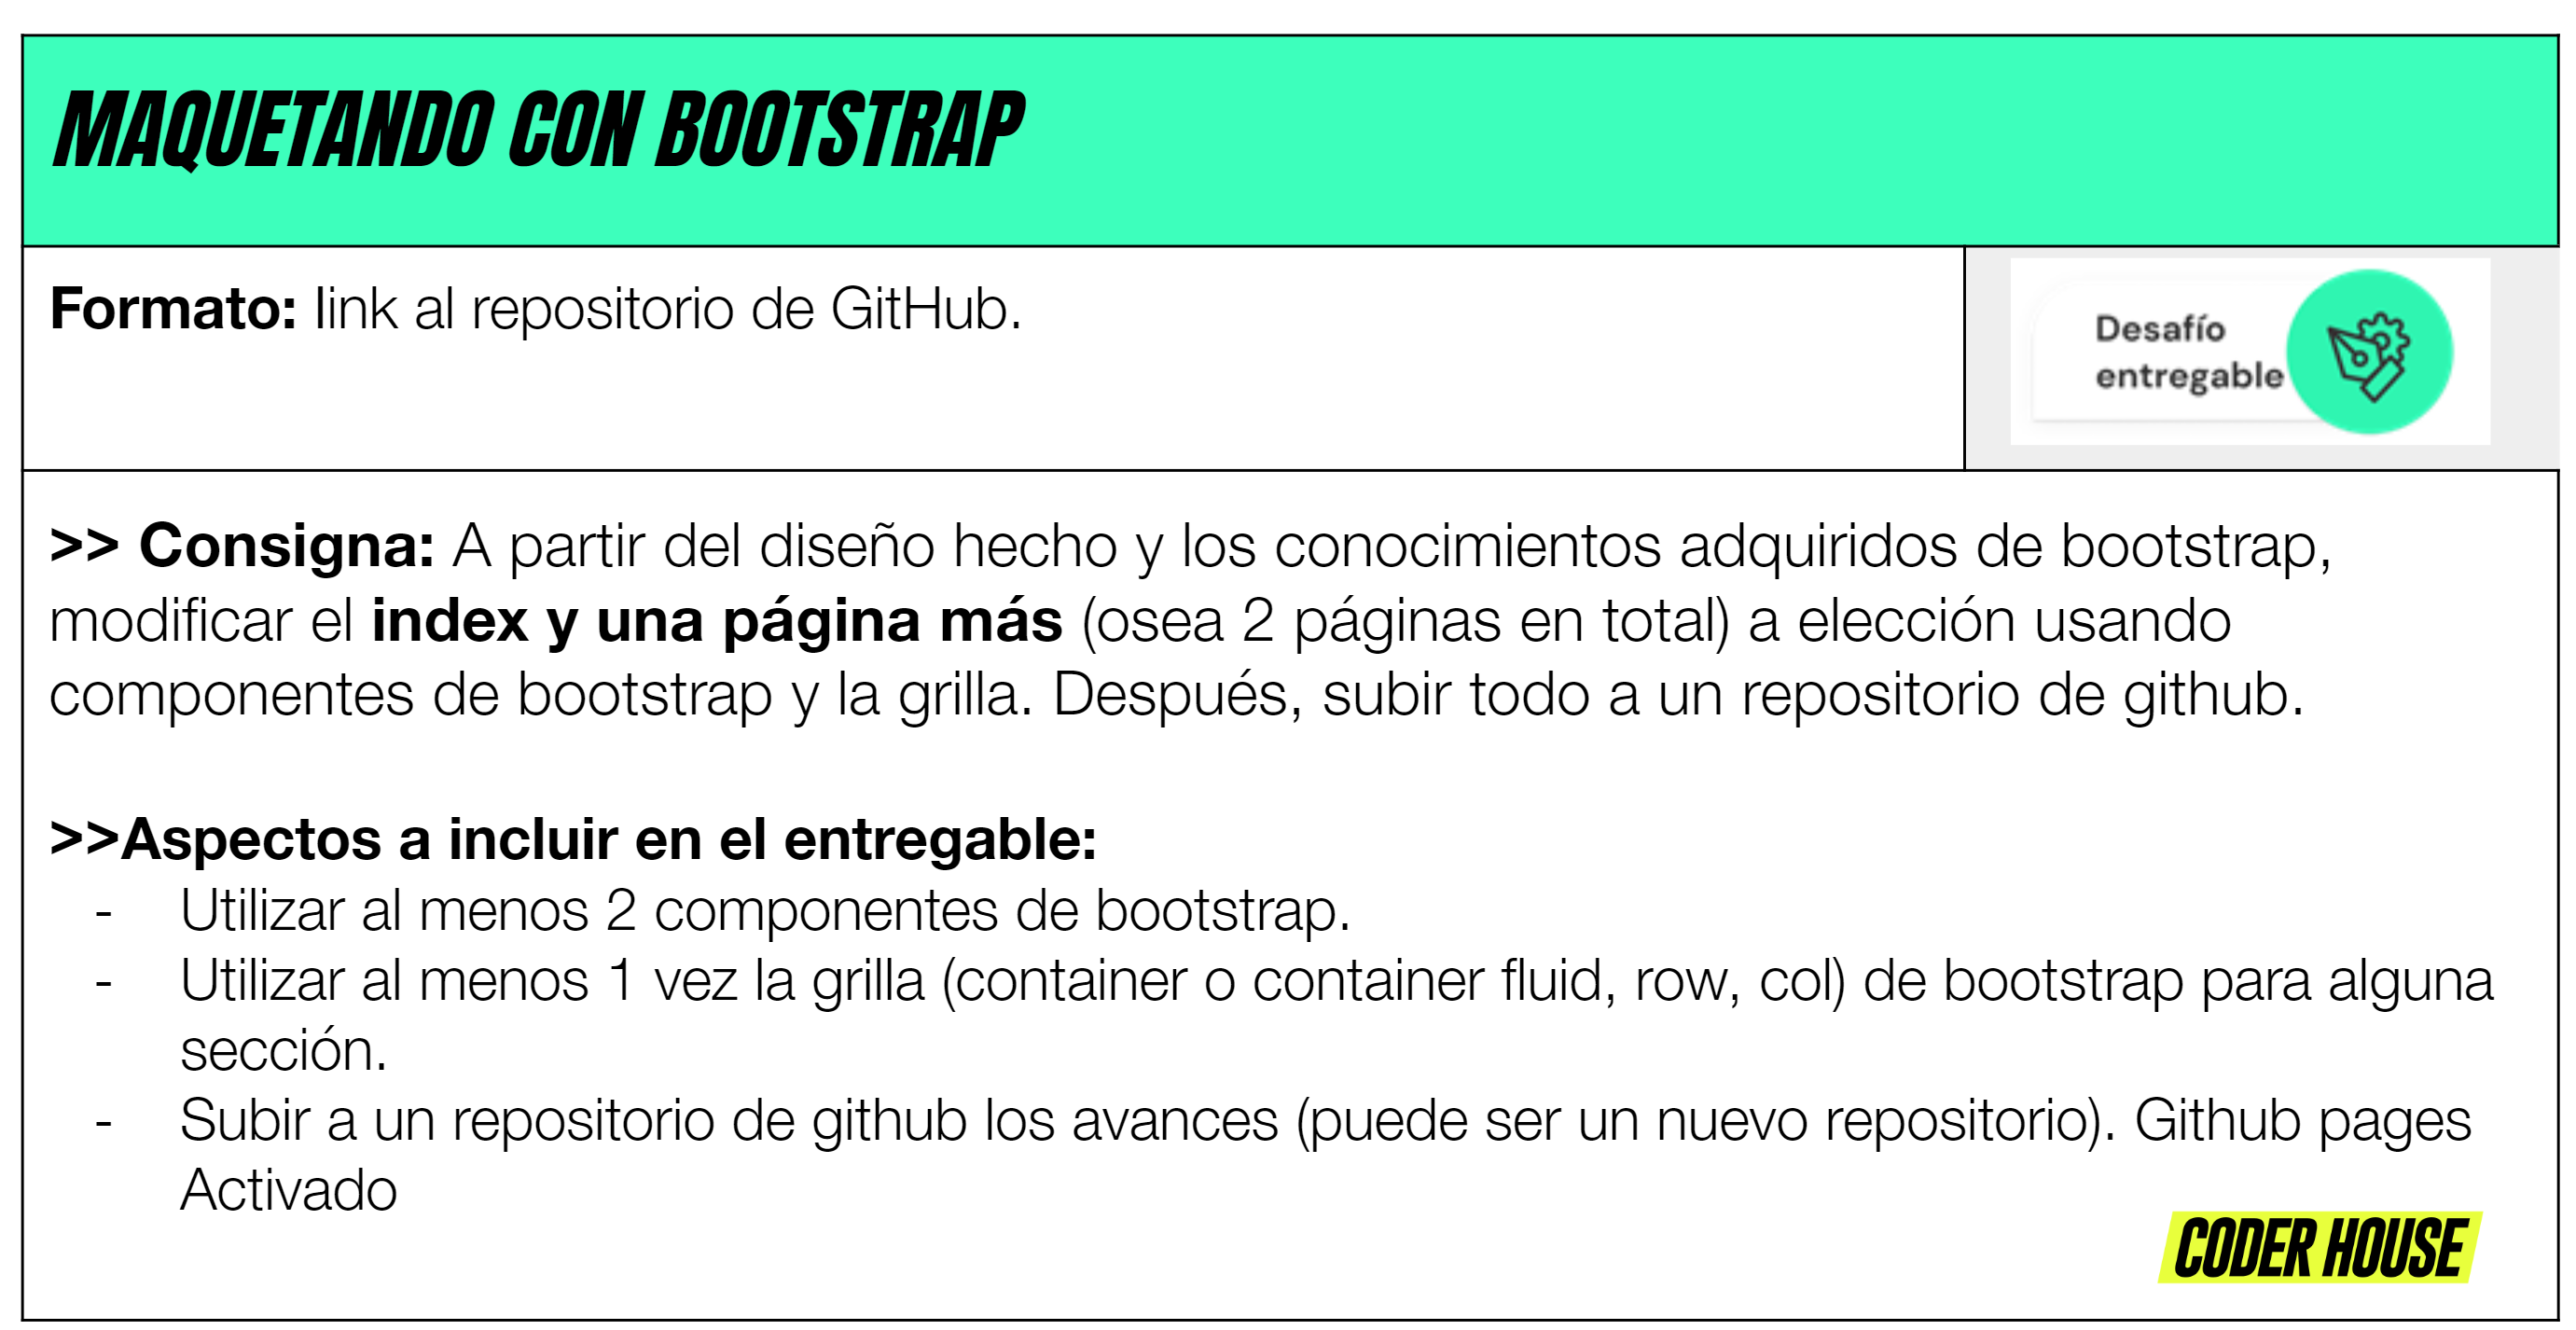 MAQUETANDO CON BOOTSTRAP
Formato: link al repositorio de GitHub.
Desafío
entregable
>> Consigna: A partir del diseño hecho y los conocimientos adquiridos de bootstrap,
modificar el index y una página más (osea 2 páginas en total) a elección usando
componentes de bootstrap y la grilla. Después, subir todo a un repositorio de github.
>>Aspectos a incluir en el entregable:
- Utilizar al menos 2 componentes de bootstrap.
- Utilizar al menos 1 vez la grilla (container o container fluid, row, col) de bootstrap para alguna
sección.
- Subir a un repositorio de github los avances (puede ser un nuevo repositorio). Github pages
Activado
CODER HOUSE